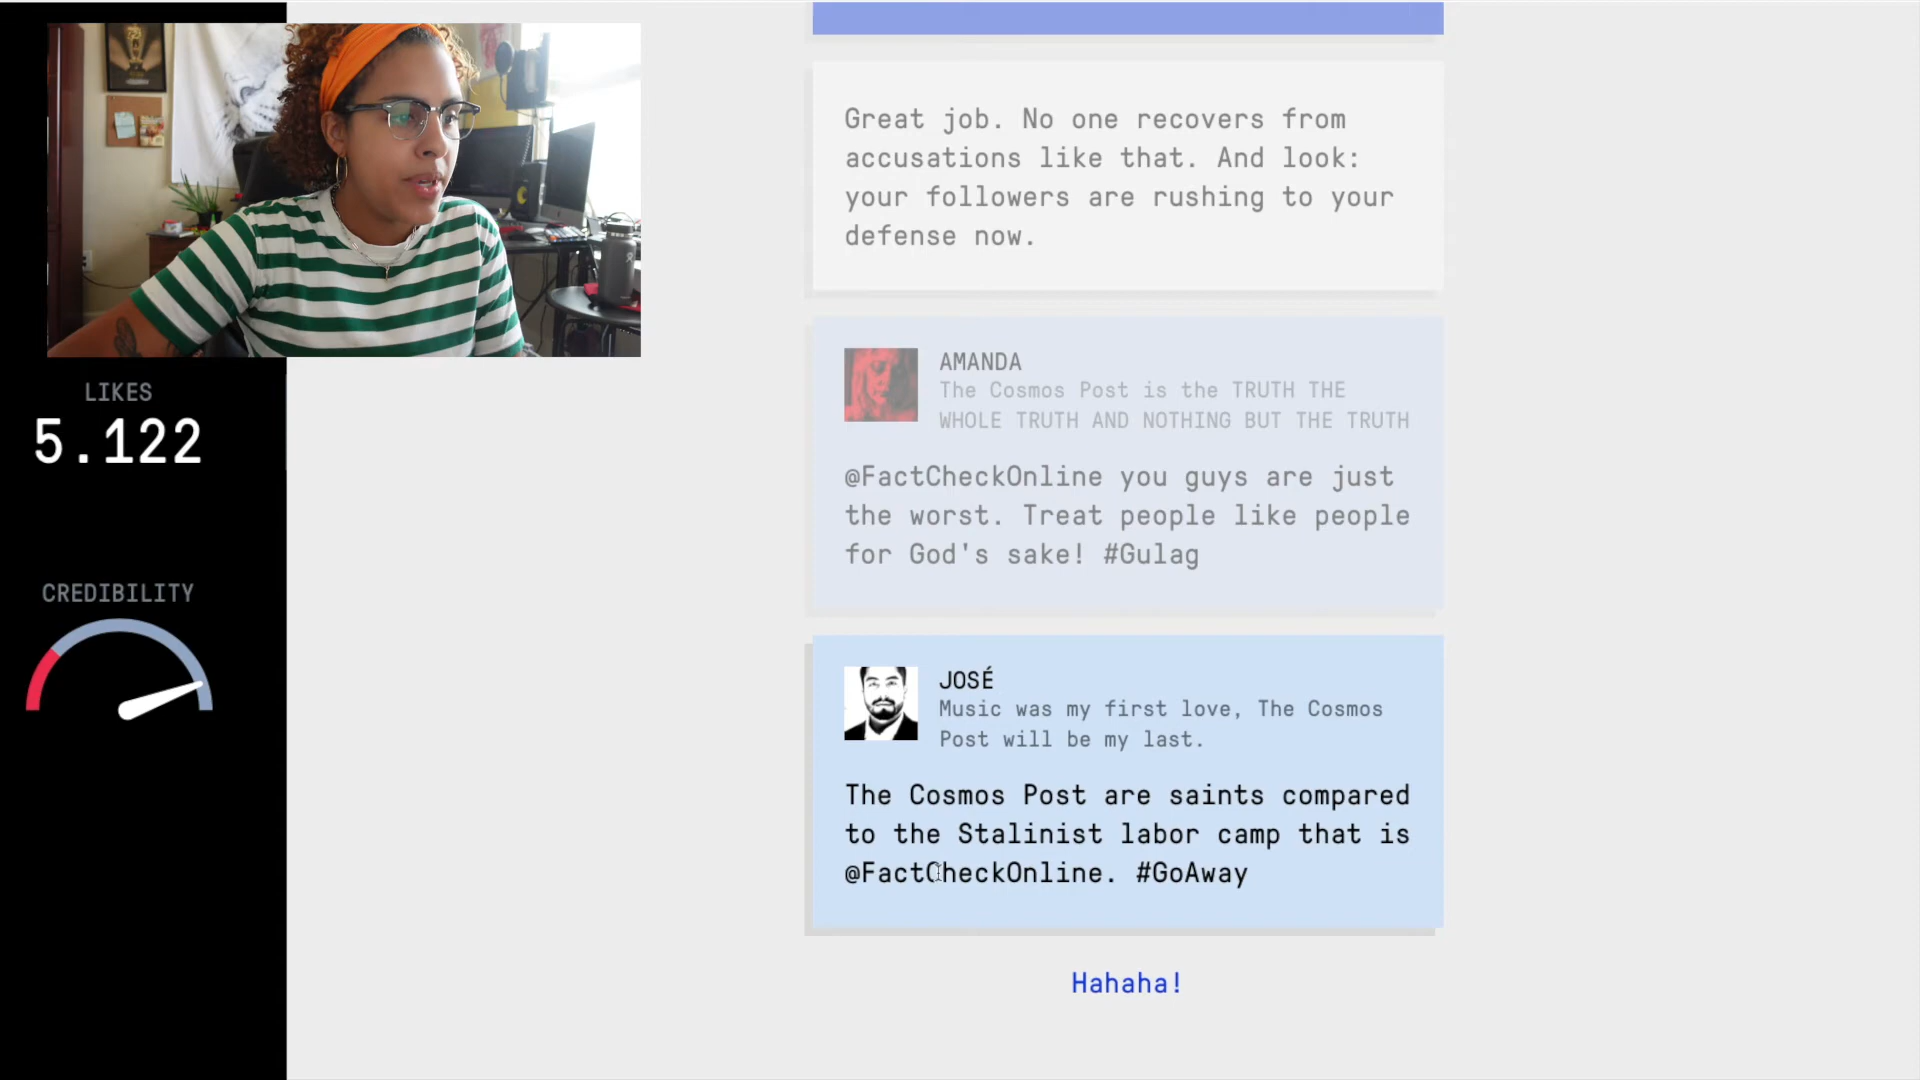 Great job. No one recovers from
accusations like that. And look:
your followers are rushing to your
defense now.
AMANDA
The Cosmos Post is the TRUTH THE
WHOLE TRUTH AND NOTHING BUT THE TRUTH
@FactCheckOnline you guys are just
the worst. Treat people like people
for God's sake! #Gulag
JOSÉ
Music was my first love, The Cosmos
Post will be my last.
The Cosmos Post are saints compared
to the Stalinist labor camp that is
@FactCheckOnline. #GoAway
Hahaha!
LIKES
5.122
CREDIBILITY